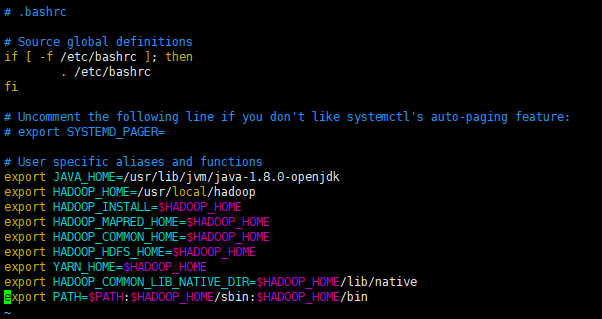 # .bashrc
# Source global definitions
if [ -f /etc/bashrc ]; then
        . /etc/bashrc
fi
# Uncomment the following line if you don't like systemctl's auto-paging feature:
# export SYSTEMD_PAGER=
# User specific aliases and functions
export JAVA_HOME=/usr/lib/jvm/java-1.8.0-openjdk
export HADOOP_HOME=/usr/local/hadoop
export HADOOP_INSTALL=$HADOOP_HOME
export HADOOP_MAPRED_HOME=$HADOOP_HOME
export HADOOP_COMMON_HOME=$HADOOP_HOME
export HADOOP_HDFS_HOME=$HADOOP_HOME
export YARN_HOME=$HADOOP_HOME
export HADOOP_COMMON_LIB_NATIVE_DIR=$HADOOP_HOME/lib/native
export PATH=$PATH:$HADOOP_HOME/sbin:$HADOOP_HOME/bin
~